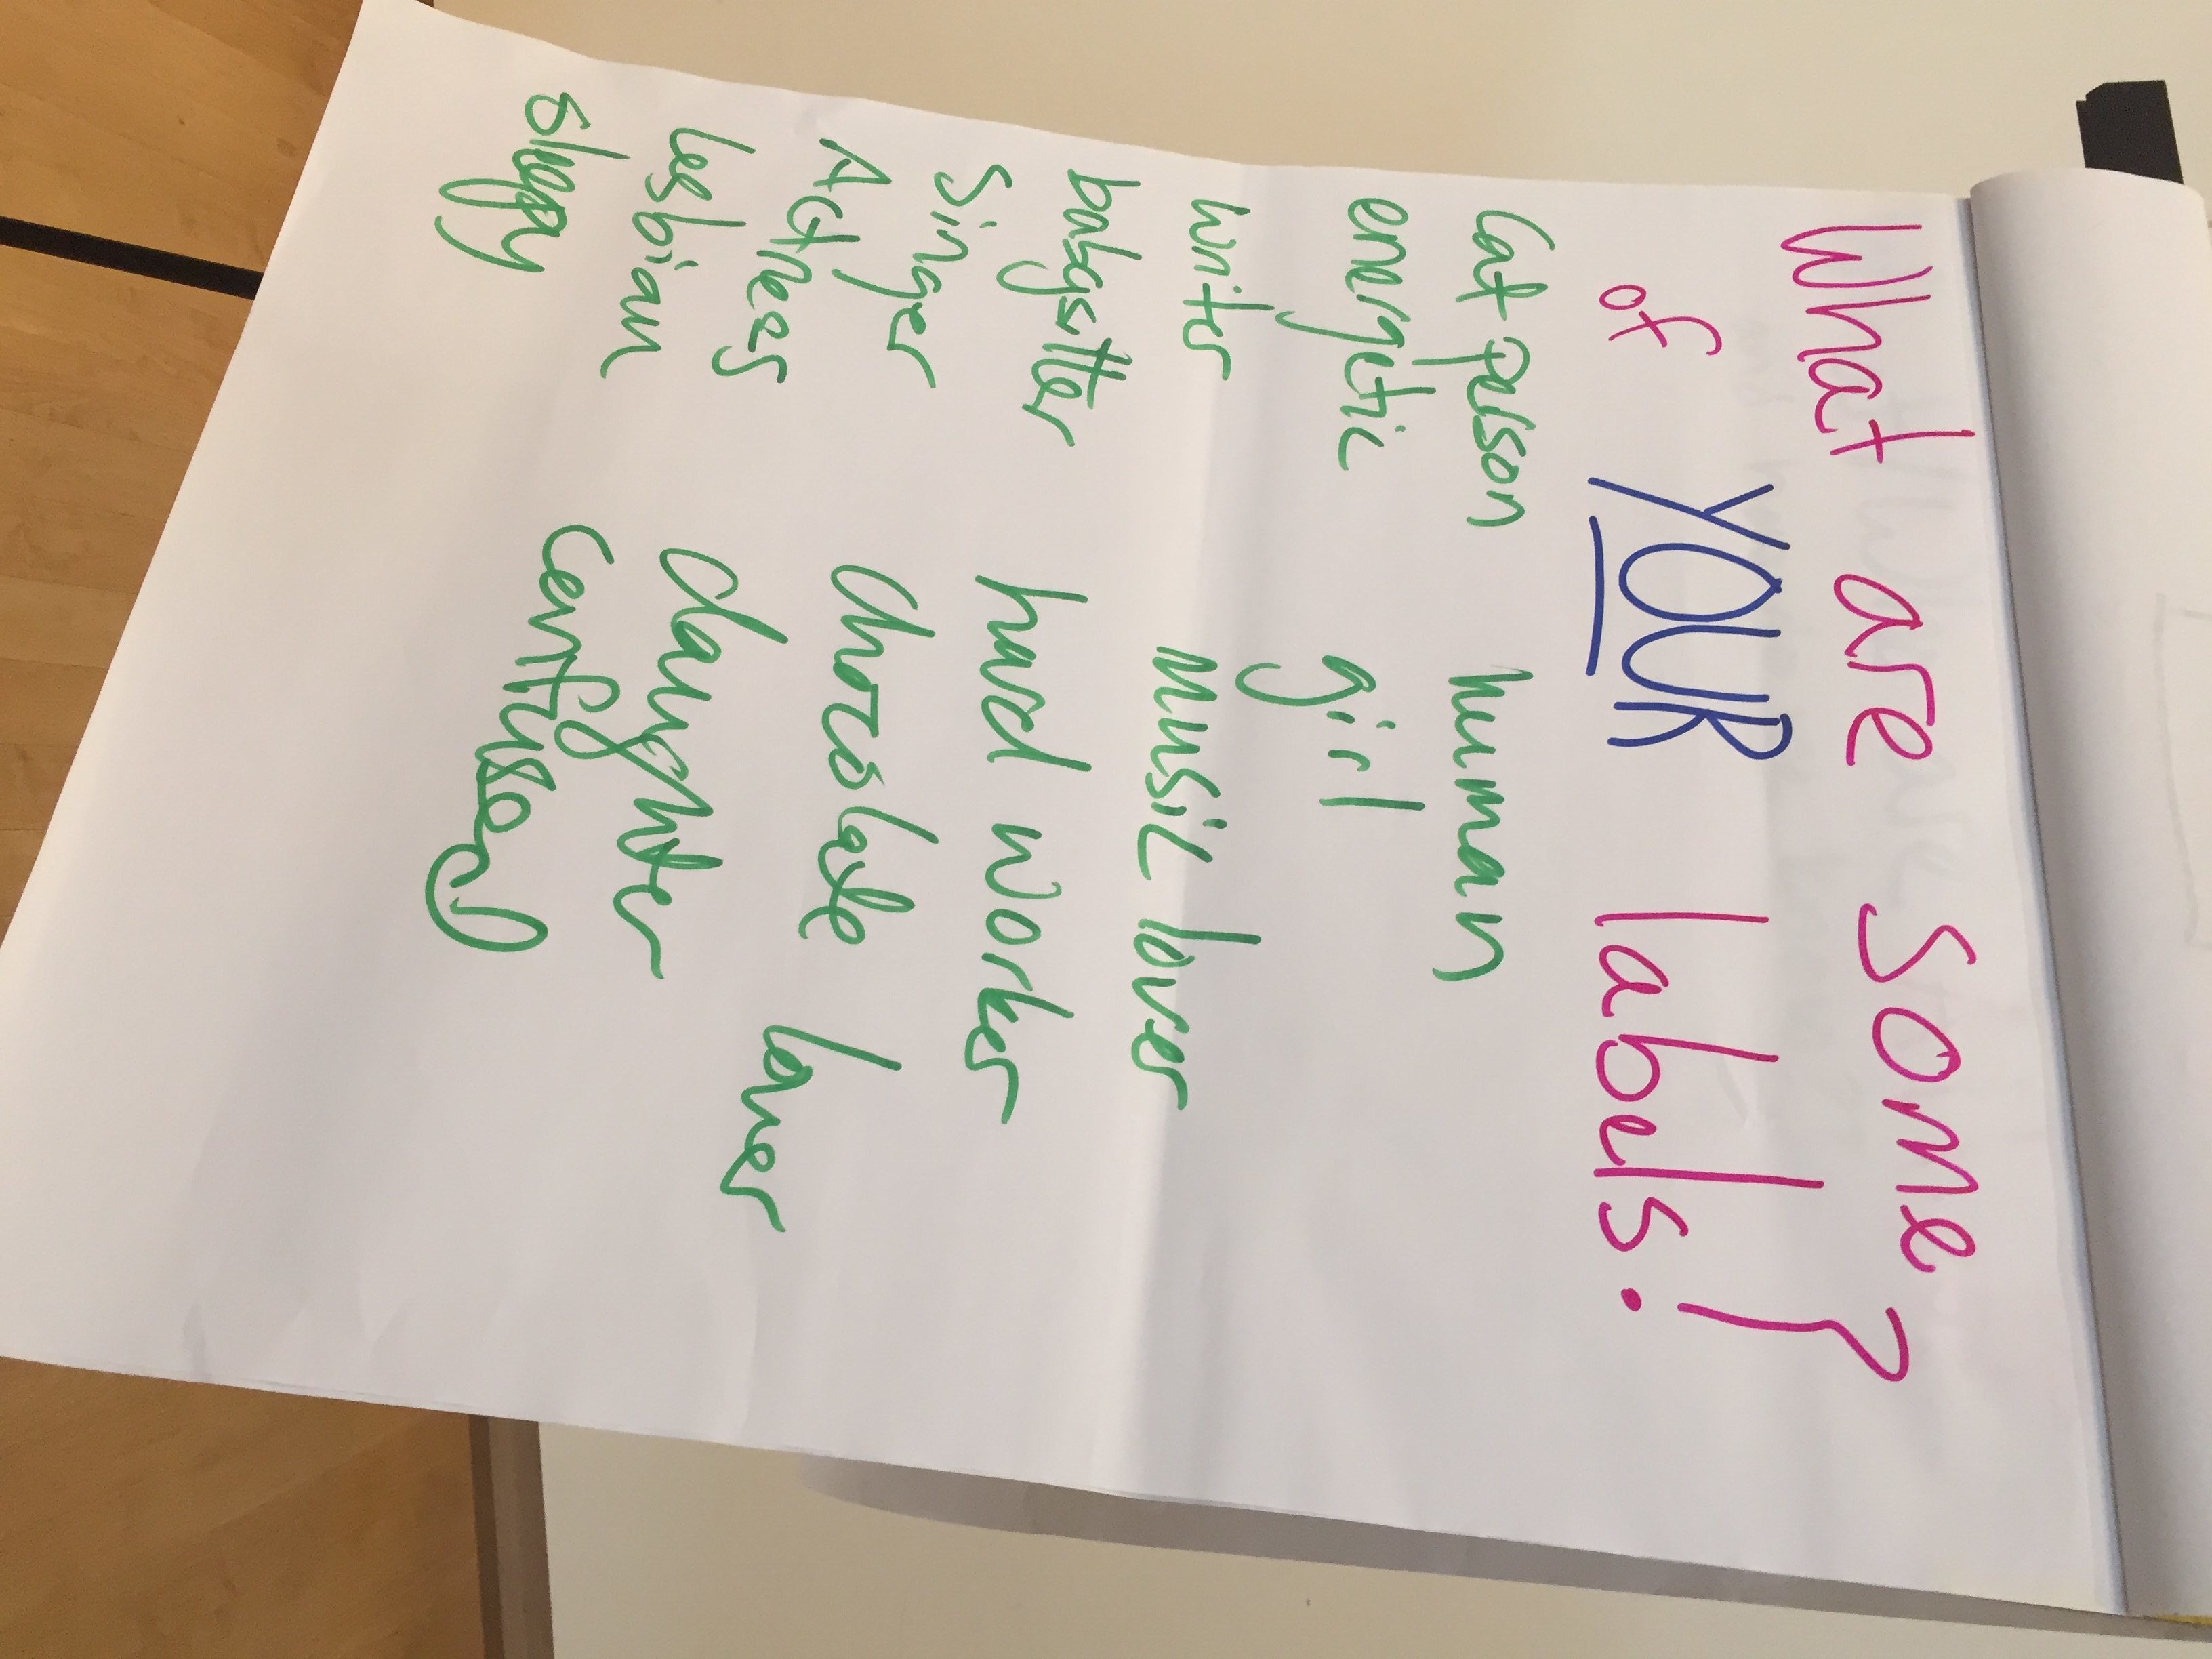 What are some
of YOUR labels?
Cat person
energetic
writer
babysitter
Singer
Actress
lesbian
sleepy
human
girl
music lover
hard worker
chocolate lover
daughter
confused